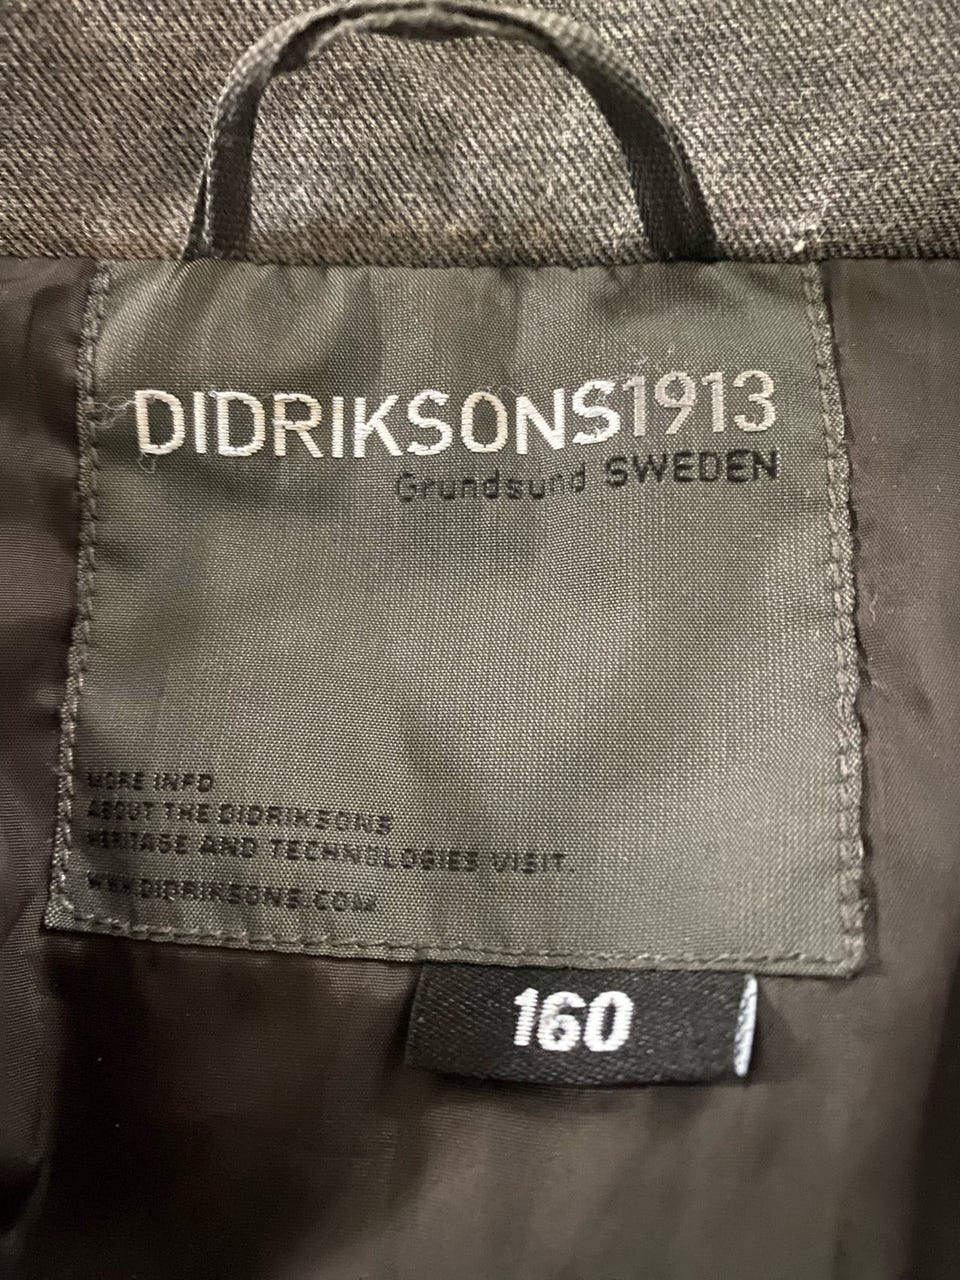 DIDRIKSONS1913
Grundsund SWEDEN
MORE INFO
ABOUT THE DIDRIKSONS
HERITAGE AND TECHNOLOGIES VISIT.
WWW.DIDRIKSONS.COM
160